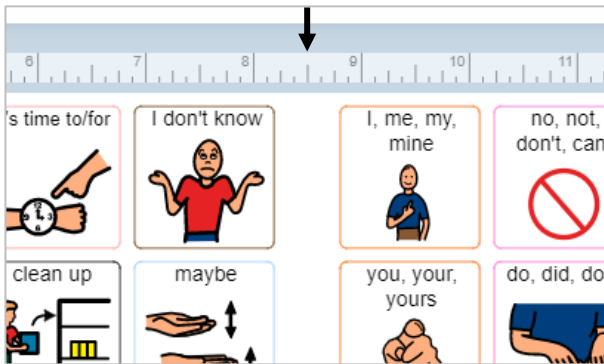 6 7 8 9 10 11
's time to/for
I don't know
I, me, my,
mine
no, not,
don't, can
clean up
maybe
you, your,
yours
do, did, do